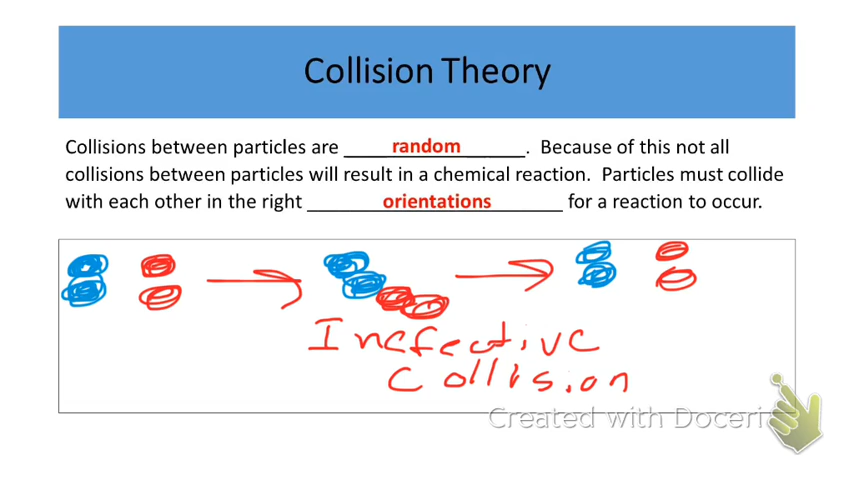 Collision Theory
Collisions between particles are random. Because of this not all
collisions between particles will result in a chemical reaction. Particles must collide
with each other in the right orientations for a reaction to occur.
Ineffective
Collision
Created with Doceri